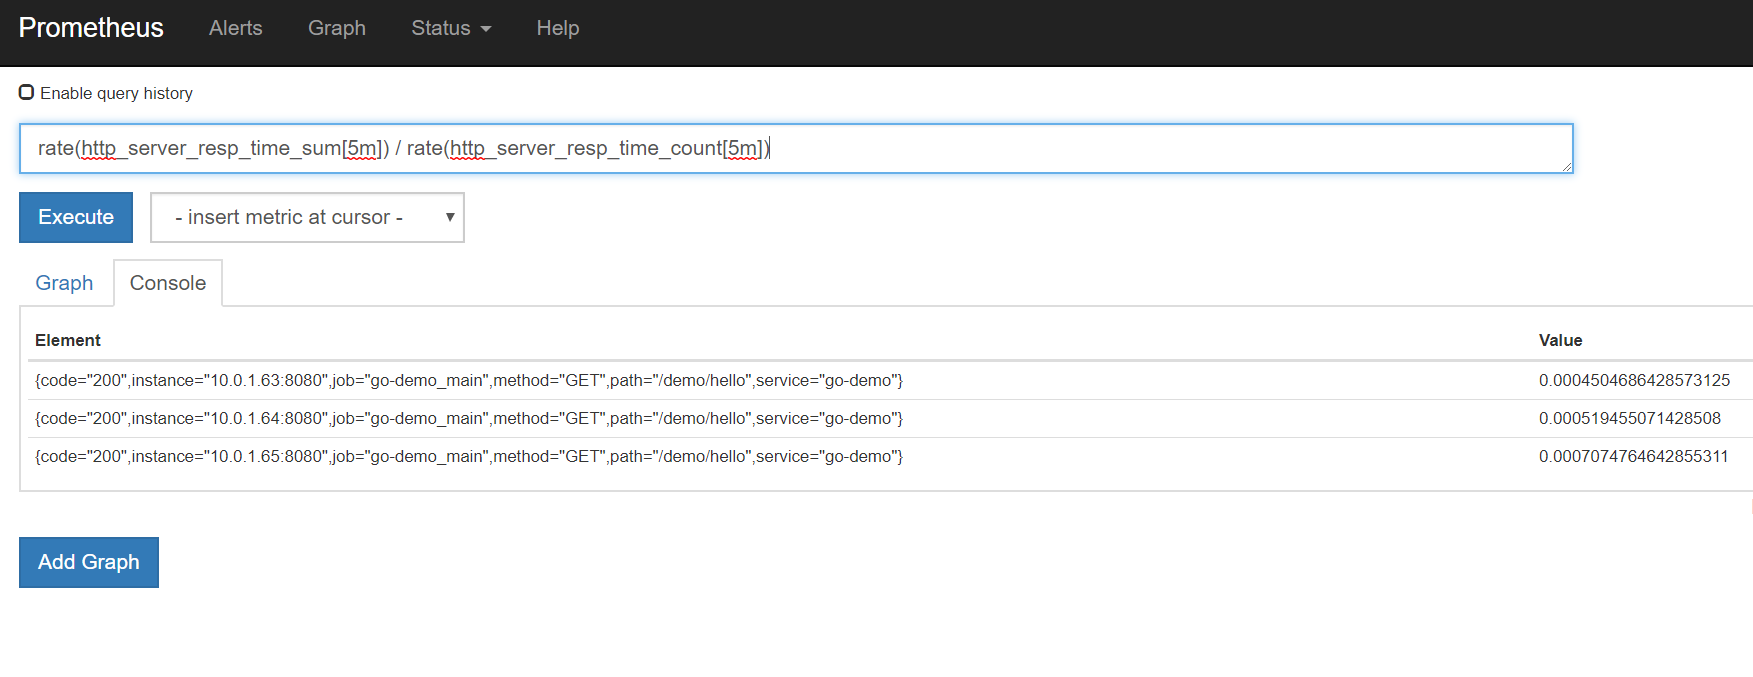 Prometheus Alerts Graph Status Help
Enable query history
rate(http_server_resp_time_sum[5m]) / rate(http_server_resp_time_count[5m])
Execute - insert metric at cursor -
Graph Console
Element Value
{code="200",instance="10.0.1.63:8080",job="go-demo_main",method="GET",path="/demo/hello",service="go-demo"} 0.0004504686428573125
{code="200",instance="10.0.1.64:8080",job="go-demo_main",method="GET",path="/demo/hello",service="go-demo"} 0.000519455071428508
{code="200",instance="10.0.1.65:8080",job="go-demo_main",method="GET",path="/demo/hello",service="go-demo"} 0.0007074764642855311
Add Graph